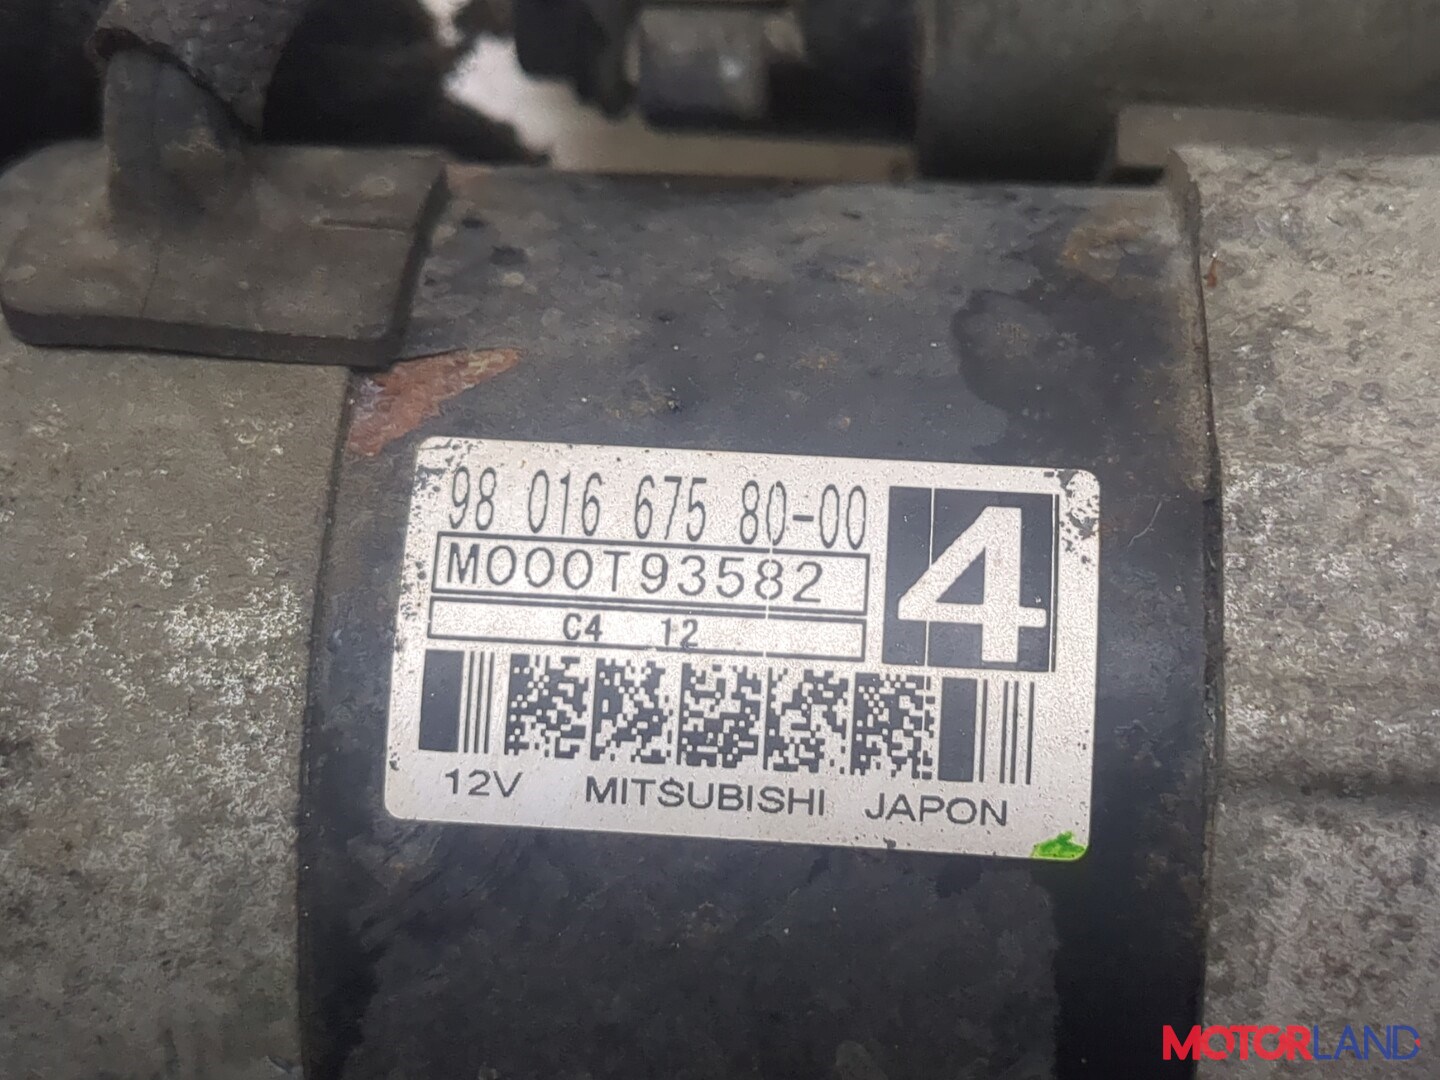 98 016 675 80-00
4
M000T93582
C4 12
12V MITSUBISHI JAPON
MOTORLAND